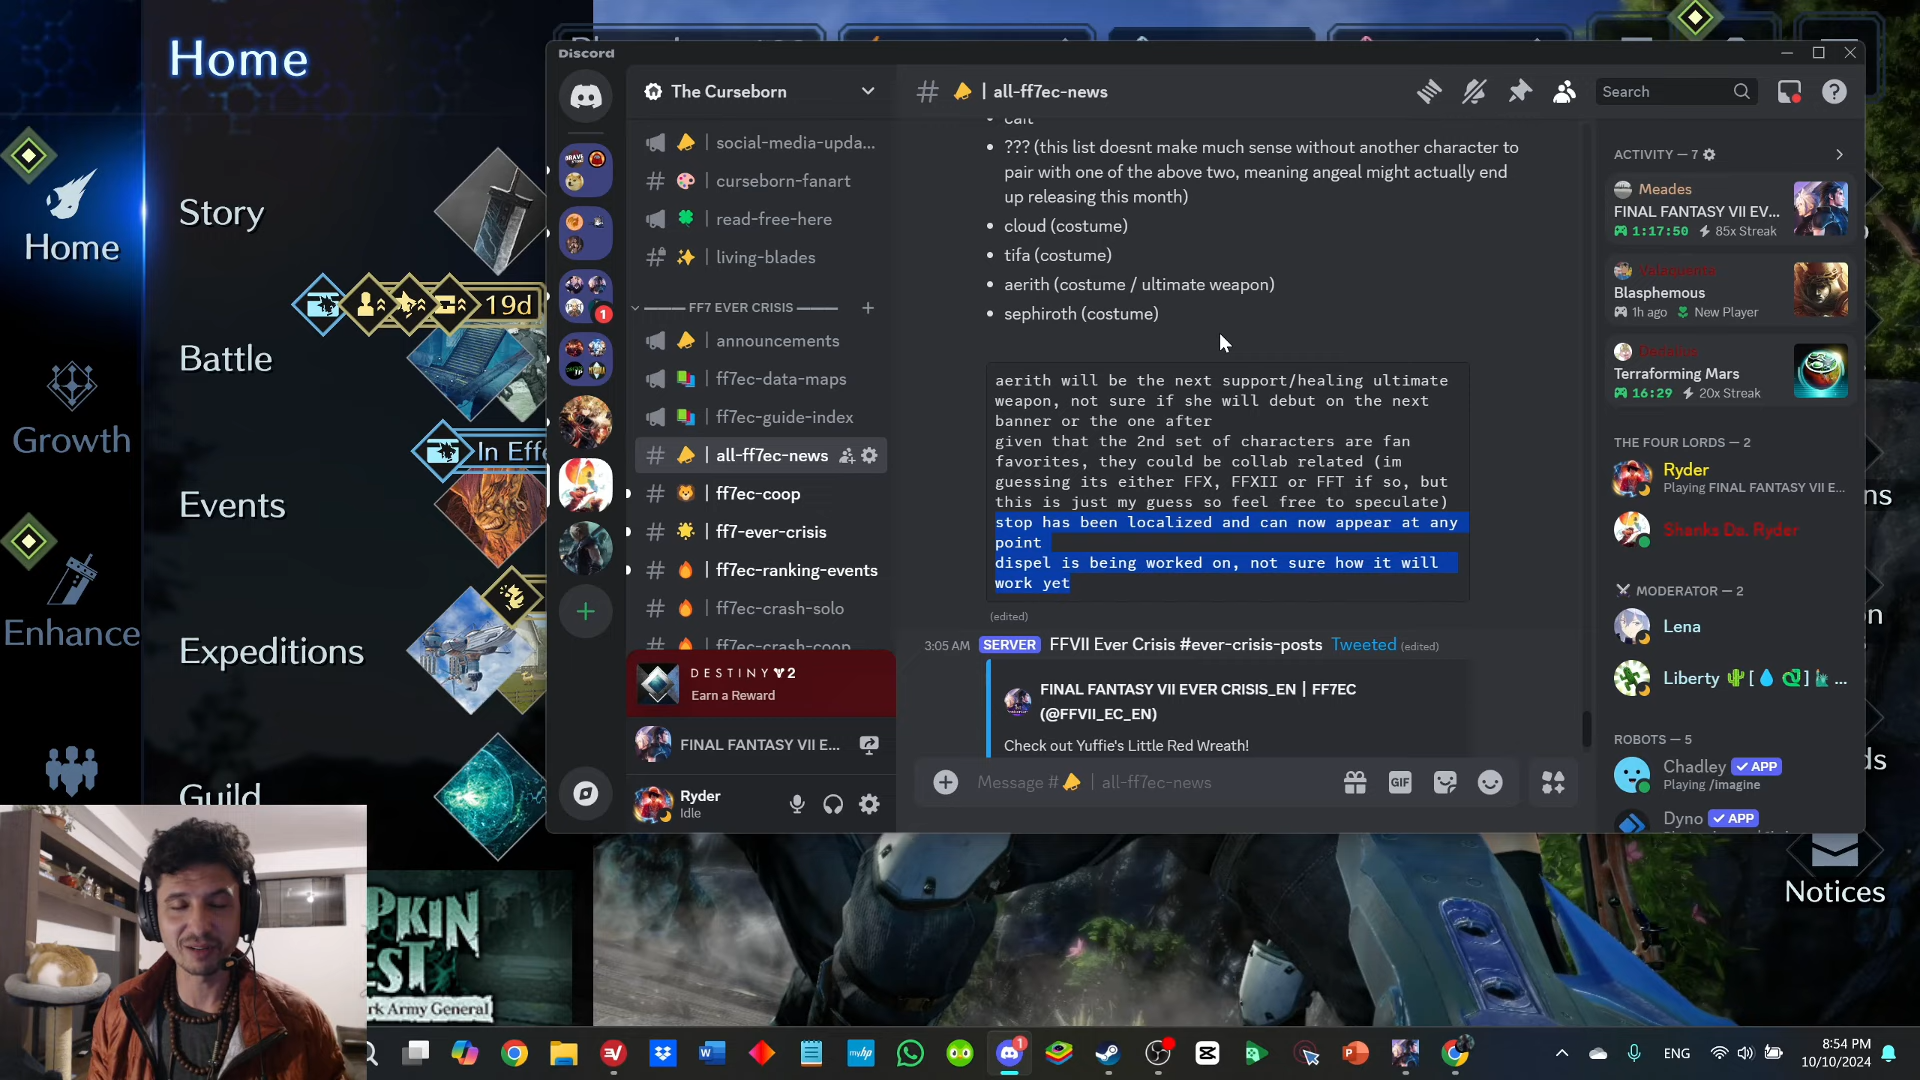 Home
Home
Growth
Enhance
Story
Battle
19d
Events
In Eff
Expeditions
Guild
Discord
The Curseborn
social-media-upda...
curseborn-fanart
read-free-here
living-blades
FF7 EVER CRISIS
announcements
ff7ec-data-maps
ff7ec-guide-index
all-ff7ec-news
ff7ec-coop
ff7-ever-crisis
ff7ec-ranking-events
ff7ec-crash-solo
ff7ec-crash-coop
DESTINY 2
Earn a Reward
FINAL FANTASY VII E...
Ryder
Idle
1
# | all-ff7ec-news
Search
cait
??? (this list doesnt make much sense without another character to
pair with one of the above two, meaning angeal might actually end
up releasing this month)
cloud (costume)
tifa (costume)
aerith (costume / ultimate weapon)
sephiroth (costume)
aerith will be the next support/healing ultimate
weapon, not sure if she will debut on the next
banner or the one after
given that the 2nd set of characters are fan
favorites, they could be collab related (im
guessing its either FFX, FFXII or FFT if so, but
this is just my guess so feel free to speculate)
stop has been localized and can now appear at any
point
dispel is being worked on, not sure how it will
work yet
(edited)
3:05 AM SERVER FFVII Ever Crisis #ever-crisis-posts Tweeted (edited)
FINAL FANTASY VII EVER CRISIS_EN | FF7EC
(@FFVII_EC_EN)
Check out Yuffie's Little Red Wreath!
Message # | all-ff7ec-news
GIF
ACTIVITY — 7
Meades
FINAL FANTASY VII EV...
1:17:50 85x Streak
Blasphemous
1h ago New Player
Terraforming Mars
16:29 20x Streak
THE FOUR LORDS — 2
Ryder
Playing FINAL FANTASY VII E...
Shanks Do. Ryder
MODERATOR — 2
Lena
Liberty [ ] ...
ROBOTS — 5
Chadley APP
Playing /imagine
Dyno APP
Notices
rk Army General
ENG
8:54 PM
10/10/2024